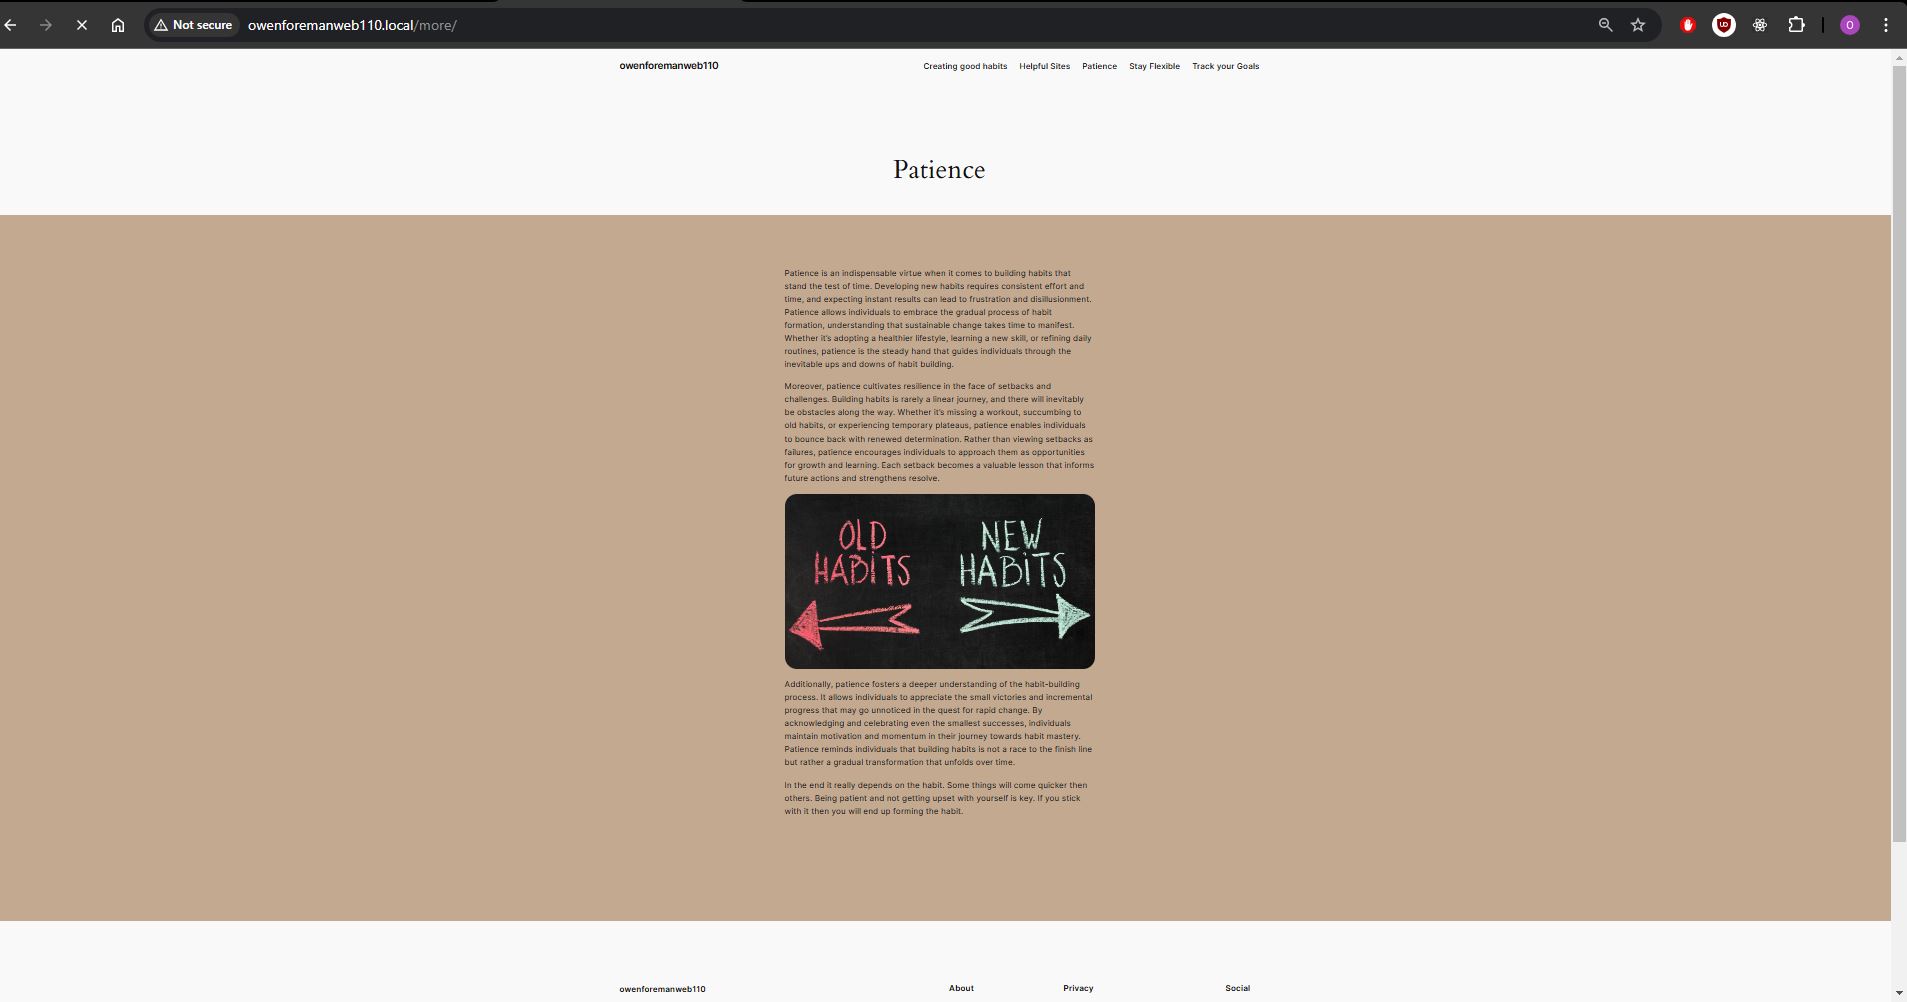 Not secure
owenforemanweb110.local/more/
O
owenforemanweb110
Creating good habits
Helpful Sites
Patience
Stay Flexible
Track your Goals
Patience
Patience is an indispensable virtue when it comes to building habits that
stand the test of time. Developing new habits requires consistent effort and
time, and expecting instant results can lead to frustration and disillusionment.
Patience allows individuals to embrace the gradual process of habit
formation, understanding that sustainable change takes time to manifest.
Whether it's adopting a healthier lifestyle, learning a new skill, or refining daily
routines, patience is the steady hand that guides individuals through the
inevitable ups and downs of habit building.
Moreover, patience cultivates resilience in the face of setbacks and
challenges. Building habits is rarely a linear journey, and there will inevitably
be obstacles along the way. Whether it's missing a workout, succumbing to
old habits, or experiencing temporary plateaus, patience enables individuals
to bounce back with renewed determination. Rather than viewing setbacks as
failures, patience encourages individuals to approach them as opportunities
for growth and learning. Each setback becomes a valuable lesson that informs
future actions and strengthens resolve.
OLD
HABiTS
NEW
HABiTS
Additionally, patience fosters a deeper understanding of the habit-building
process. It allows individuals to appreciate the small victories and incremental
progress that may go unnoticed in the quest for rapid change. By
acknowledging and celebrating even the smallest successes, individuals
maintain motivation and momentum in their journey towards habit mastery.
Patience reminds individuals that building habits is not a race to the finish line
but rather a gradual transformation that unfolds over time.
In the end it really depends on the habit. Some things will come quicker then
others. Being patient and not getting upset with yourself is key. If you stick
with it then you will end up forming the habit.
owenforemanweb110
About
Privacy
Social